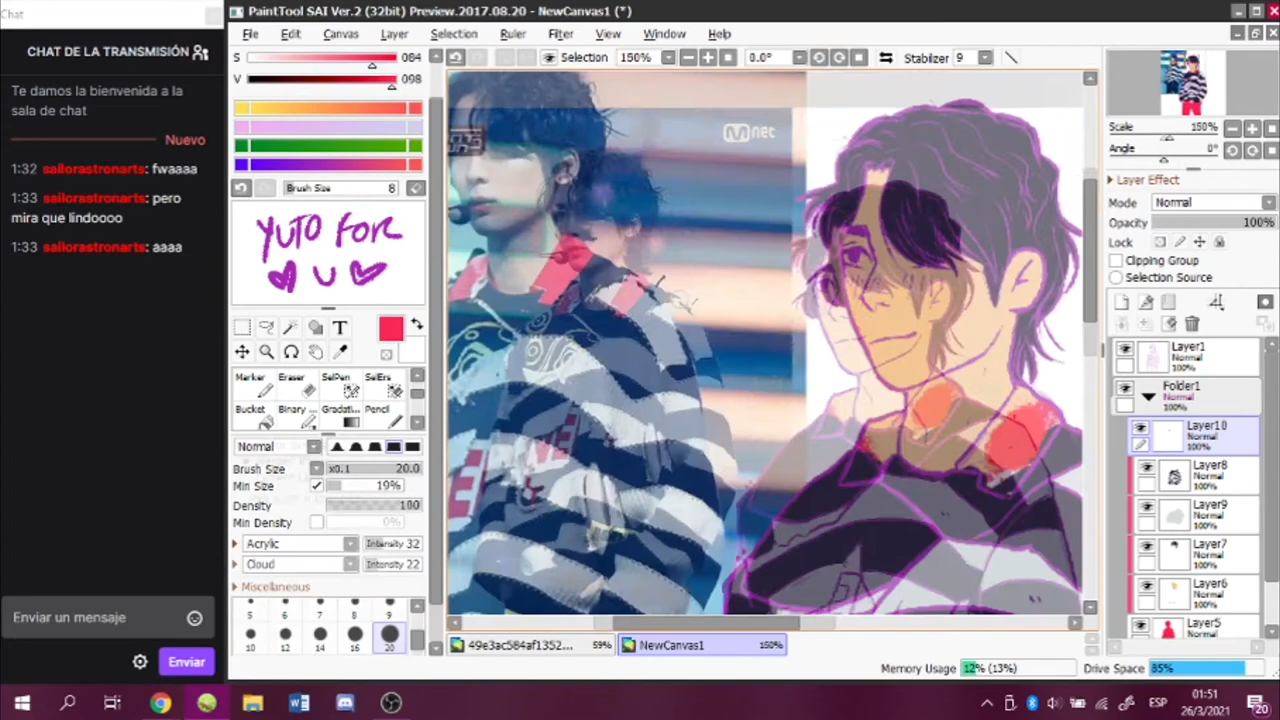 Chat
PaintTool SAI Ver.2 (32bit) Preview.2017.08.20 - NewCanvas1 (*)
File Edit Canvas Layer Selection Ruler Filter View Window Help
CHAT DE LA TRANSMISIÓN
Te damos la bienvenida a la
sala de chat
Nuevo
1:32 sailorastronarts: fwaaaa
1:33 sailorastronarts: pero
mira que lindoooo
1:33 sailorastronarts: aaaa
Enviar un mensaje
Enviar
S 084
V 098
Selection 150% 0.0° Stabilizer 9
Brush Size 8
YUTO FOR
U
T
Marker Eraser SelPen SelErs
Bucket Binary ... Gradati... Pencil
Normal
Brush Size x0.1 20.0
Min Size 19%
Density 100
Min Density 0%
Acrylic Intensity 32
Cloud Intensity 22
Miscellaneous
5 6 7 8 9
10 12 14 16 20
Mnet
49e3ac584af1352... 59% NewCanvas1 150%
Scale 150%
Angle 0°
Layer Effect
Mode Normal
Opacity 100%
Lock
Clipping Group
Selection Source
Layer1
Normal
100%
Folder1
Normal
100%
Layer10
Normal
100%
Layer8
Normal
100%
Layer9
Normal
100%
Layer7
Normal
100%
Layer6
Normal
100%
Layer5
Normal
Memory Usage 12% (13%) Drive Space 85%
ESP
01:51
26/3/2021
20